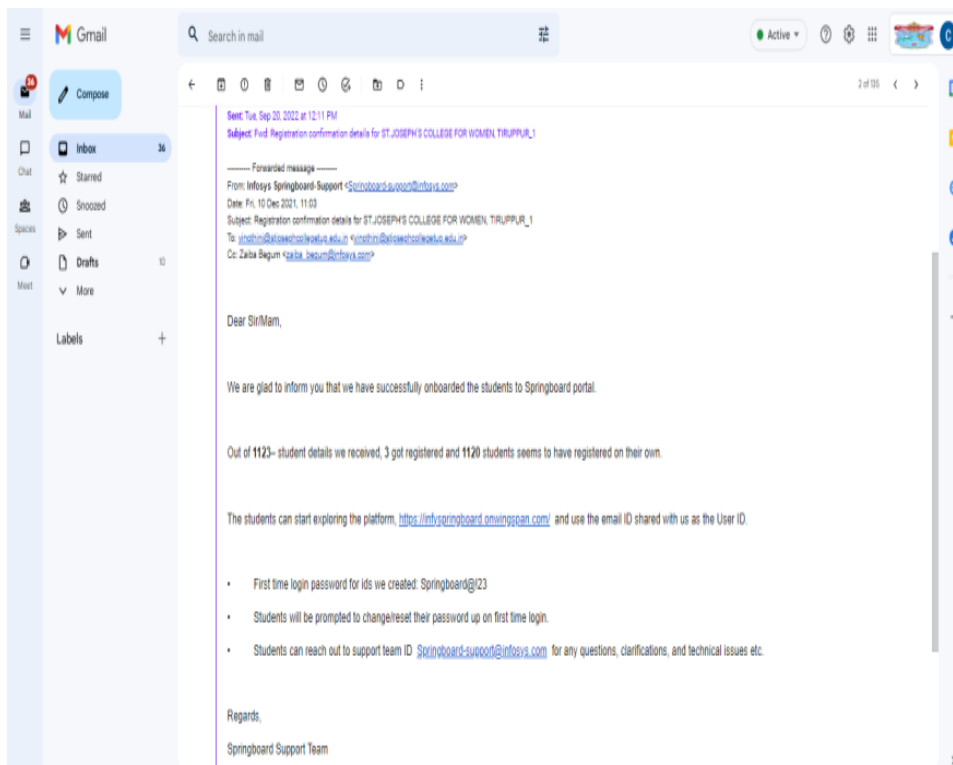 Gmail
Search in mail
Active
36
Mail
Compose
2 of 135
Inbox 36
Chat
Starred
Snoozed
Spaces
Sent
Drafts 10
Meet
More
Labels
Sent: Tue, Sep 20, 2022 at 12:11 PM
Subject: Fwd: Registration confirmation details for ST.JOSEPH'S COLLEGE FOR WOMEN, TIRUPPUR_1
---------- Forwarded message ---------
From: Infosys Springboard-Support <Springboard-support@infosys.com>
Date: Fri, 10 Dec 2021, 11:03
Subject: Registration confirmation details for ST.JOSEPH'S COLLEGE FOR WOMEN, TIRUPPUR_1
To:
Cc: Zaiba Begum <zaiba_begum@infosys.com>
Dear Sir/Mam,
We are glad to inform you that we have successfully onboarded the students to Springboard portal.
Out of 1123– student details we received, 3 got registered and 1120 students seems to have registered on their own.
The students can start exploring the platform, https://infyspringboard.onwingspan.com/ and use the email ID shared with us as the User ID.
• First time login password for ids we created: Springboard@123
• Students will be prompted to change/reset their password up on first time login.
• Students can reach out to support team ID Springboard-support@infosys.com for any questions, clarifications, and technical issues etc.
Regards,
Springboard Support Team